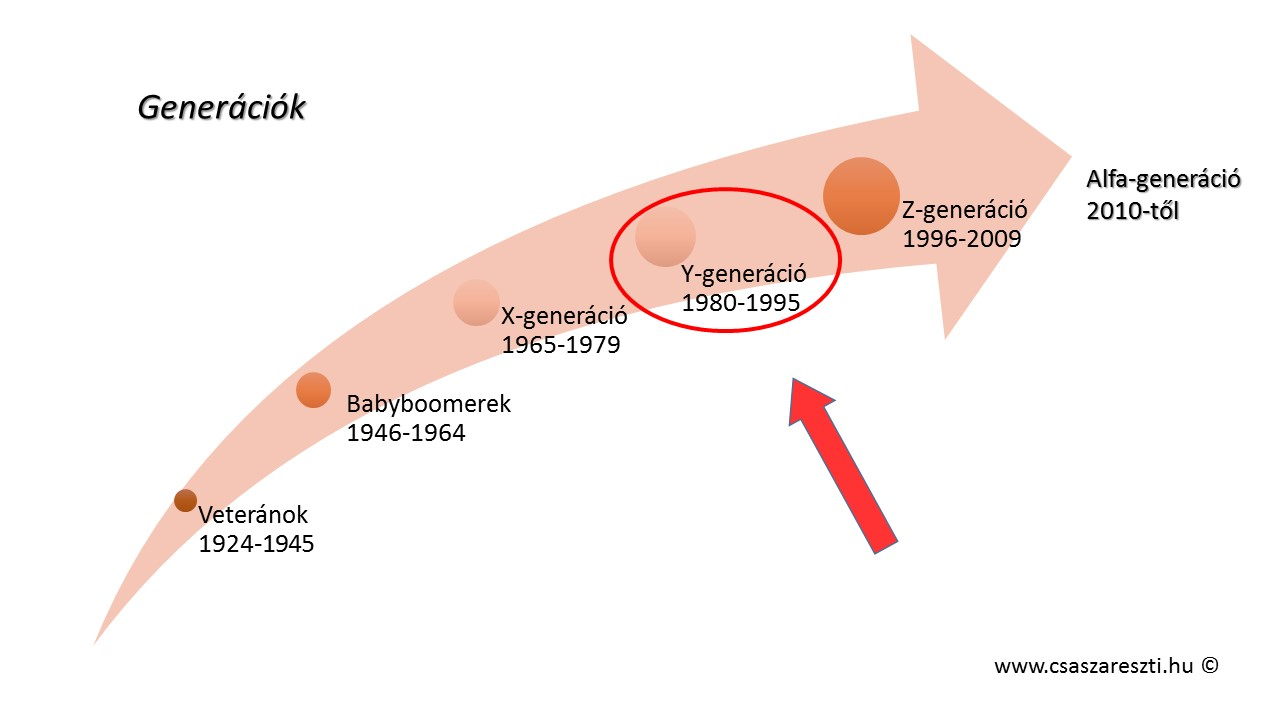 Generációk
Alfa-generáció
2010-től
Z-generáció
1996-2009
Y-generáció
1980-1995
X-generáció
1965-1979
Babyboomerek
1946-1964
Veteránok
1924-1945
www.csaszareszti.hu ©